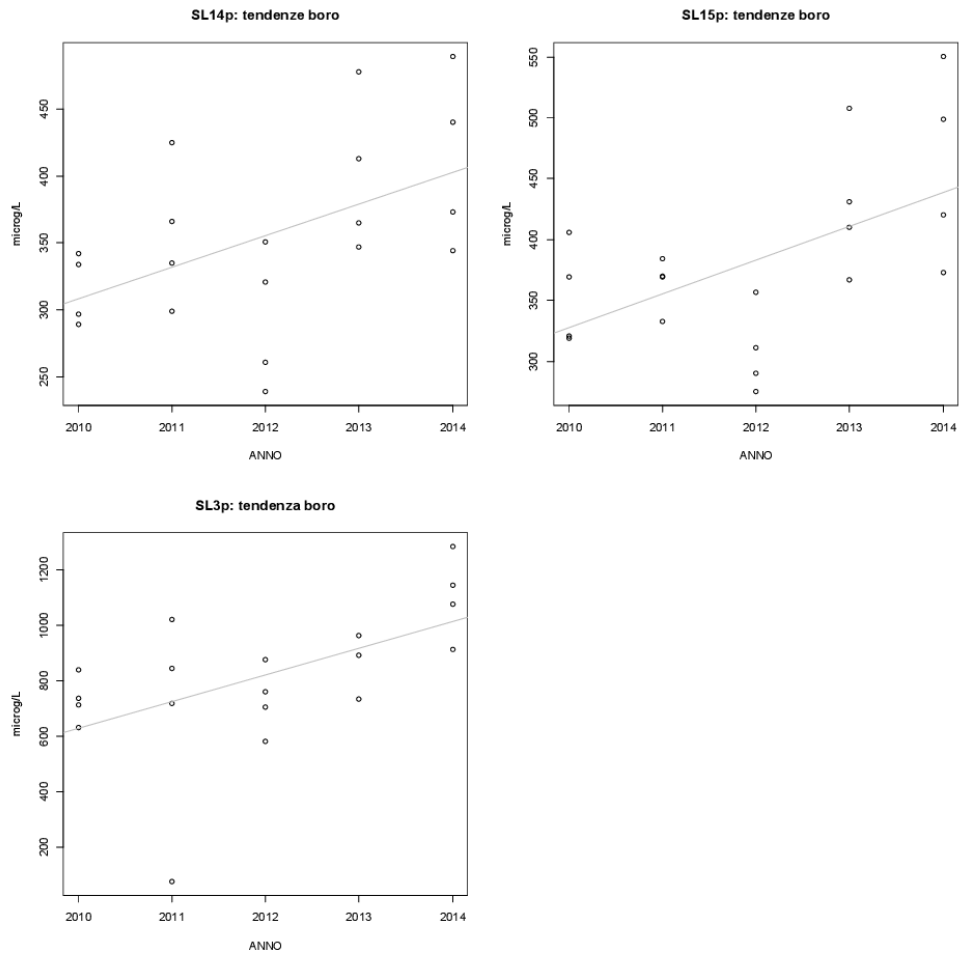 SL14p: tendenze boro
microg/L
450
400
350
300
250
2010 2011 2012 2013 2014
ANNO
SL15p: tendenze boro
microg/L
550
500
450
400
350
300
2010 2011 2012 2013 2014
ANNO
SL3p: tendenza boro
microg/L
1200
1000
800
600
400
200
2010 2011 2012 2013 2014
ANNO